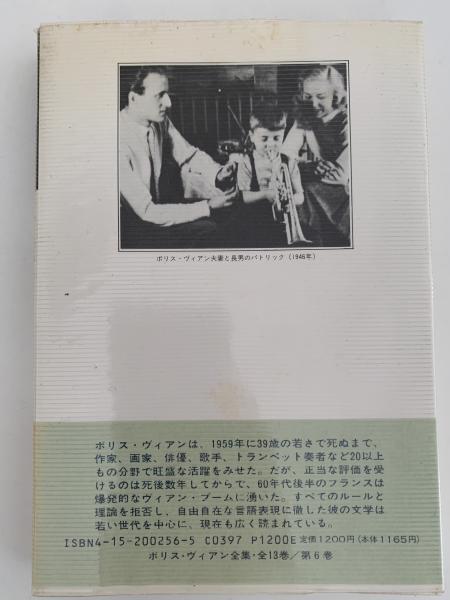 ボリス・ヴィアン夫妻と長男のパトリック (1946年)
ボリス・ヴィアンは、1959年に39歳の若さで死ぬまで、
作家、画家、俳優、歌手、トランペット奏者など20以上
もの分野で旺盛な活躍をみせた。だが、正当な評価を受
けるのは死後数年してからで、60年代後半のフランスは
爆発的なヴィアン・ブームに湧いた。すべてのルールと
理論を拒否し、自由自在な言語表現に徹した彼の文学は
若い世代を中心に、現在も広く読まれている。
ISBN4-15-200256-5 C0397 P1200E 定価1200円(本体1165円)
ボリス・ヴィアン全集・全13巻/第6巻